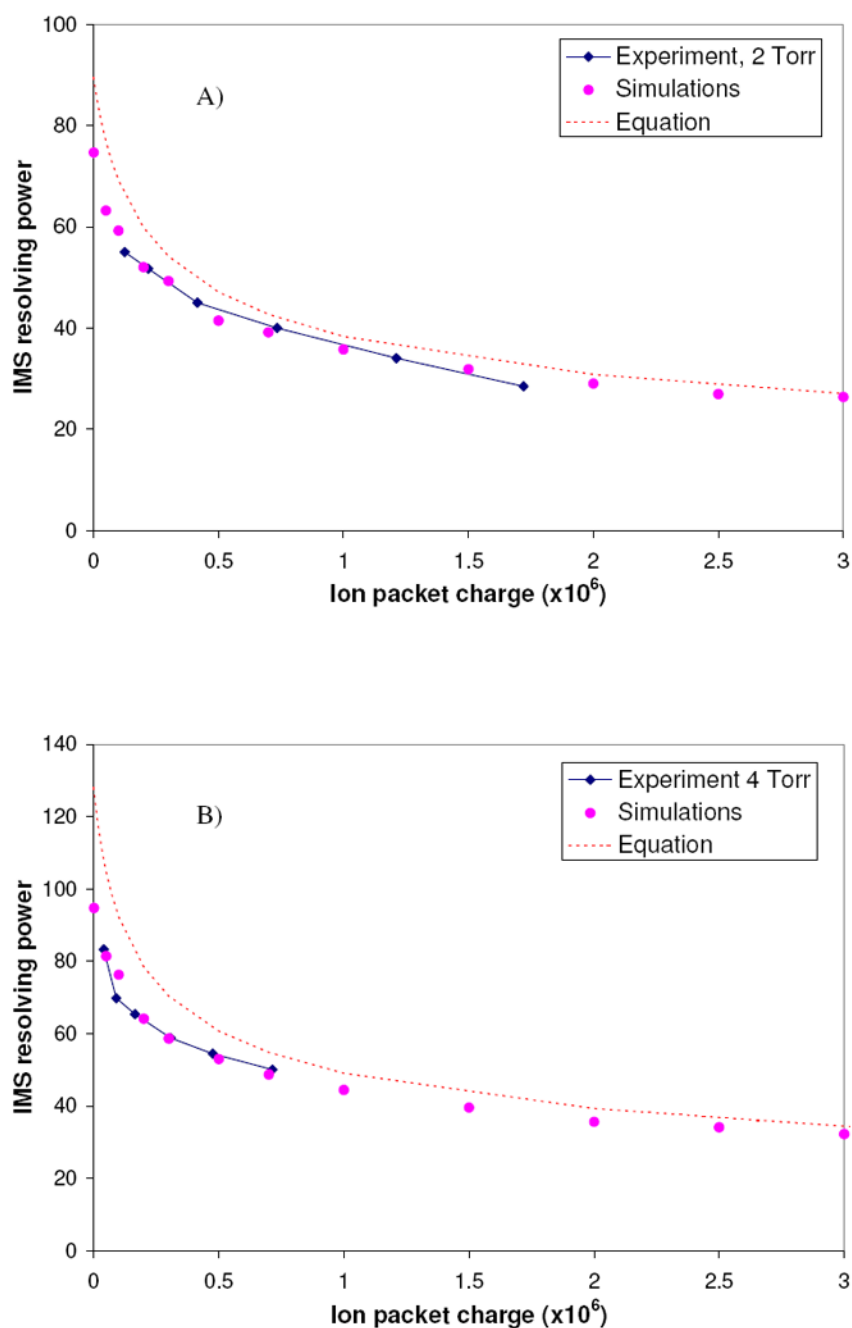 100
80
60
40
20
0
IMS resolving power
A)
Experiment, 2 Torr
Simulations
Equation
0 0.5 1 1.5 2 2.5 3
Ion packet charge (x10⁶)
140
120
100
80
60
40
20
0
IMS resolving power
B)
Experiment 4 Torr
Simulations
Equation
0 0.5 1 1.5 2 2.5 3
Ion packet charge (x10⁶)